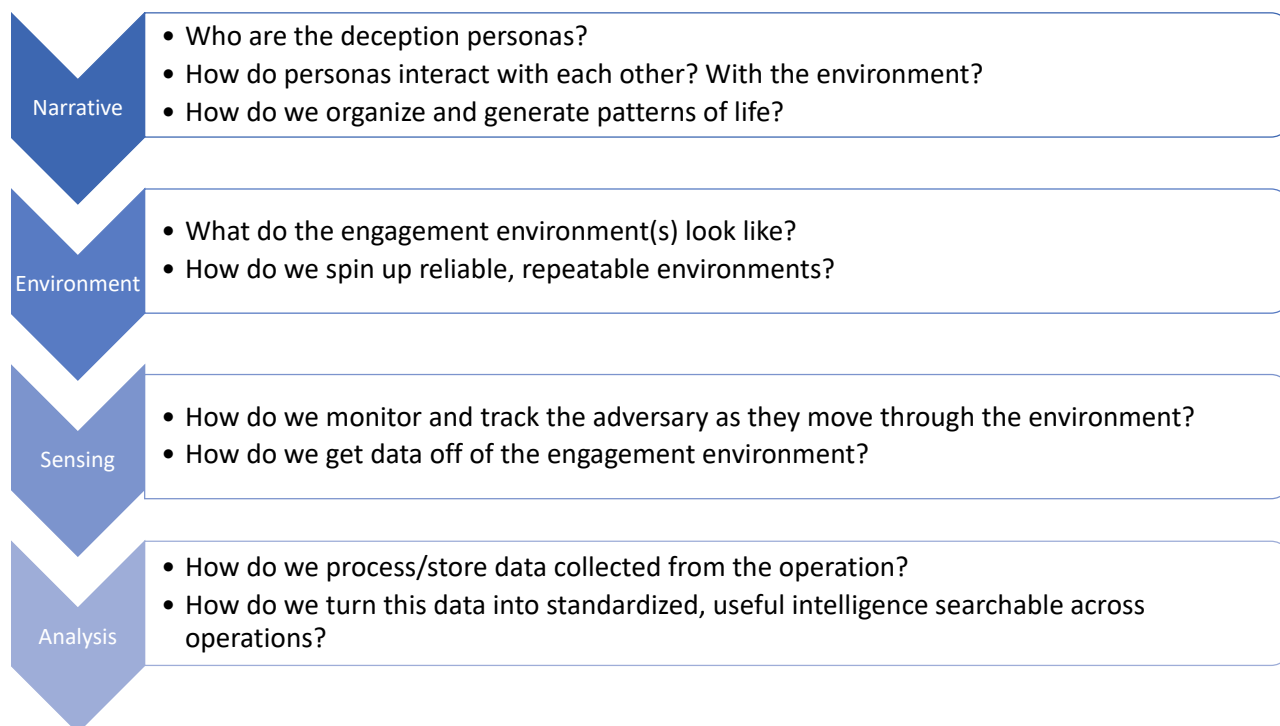 Narrative
• Who are the deception personas?
• How do personas interact with each other? With the environment?
• How do we organize and generate patterns of life?
Environment
• What do the engagement environment(s) look like?
• How do we spin up reliable, repeatable environments?
Sensing
• How do we monitor and track the adversary as they move through the environment?
• How do we get data off of the engagement environment?
Analysis
• How do we process/store data collected from the operation?
• How do we turn this data into standardized, useful intelligence searchable across
operations?